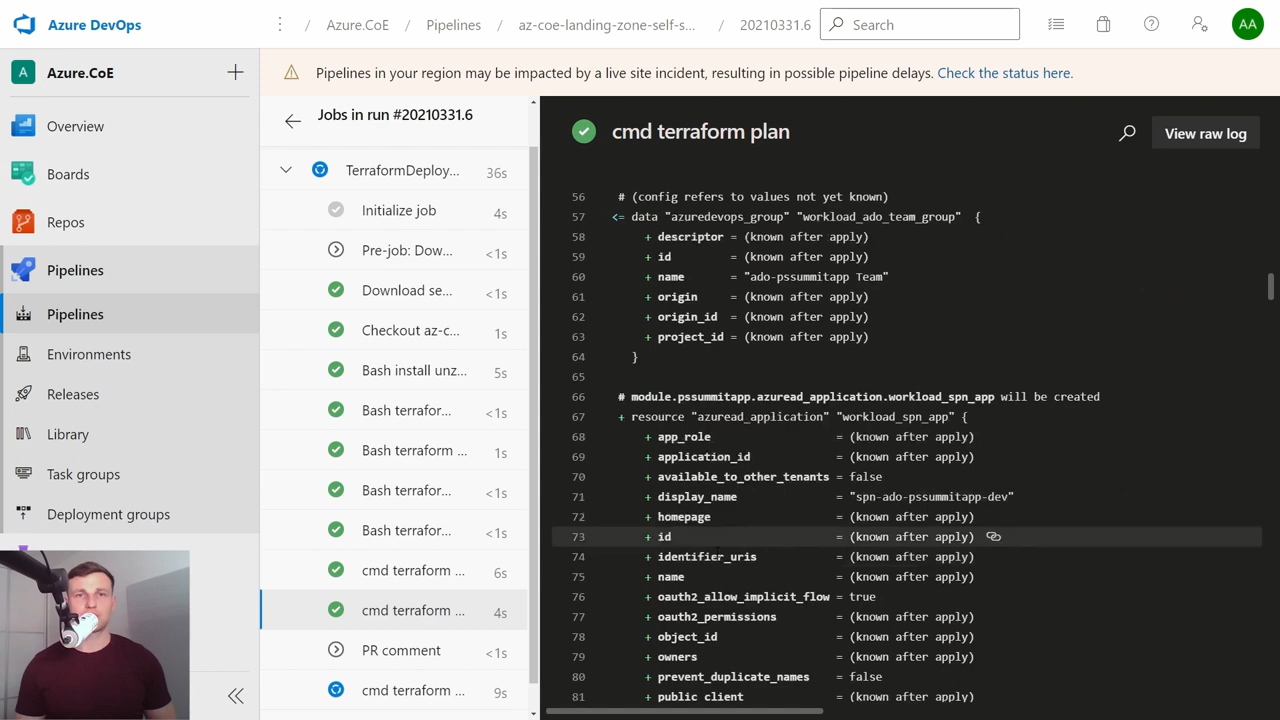 Azure DevOps
/ Azure.CoE / Pipelines / az-coe-landing-zone-self-s... / 20210331.6
Search
AA
A Azure.CoE
Pipelines in your region may be impacted by a live site incident, resulting in possible pipeline delays. Check the status here.
Overview
Boards
Repos
Pipelines
Pipelines
Environments
Releases
Library
Task groups
Deployment groups
Jobs in run #20210331.6
TerraformDeploy... 36s
Initialize job 4s
Pre-job: Dow... <1s
Download se... <1s
Checkout az-c... 1s
Bash install unz... 5s
Bash terrafor... <1s
Bash terraform ... 1s
Bash terrafor... <1s
Bash terrafor... <1s
cmd terraform ... 6s
cmd terraform ... 4s
PR comment <1s
cmd terraform ... 9s
cmd terraform plan
View raw log
56 # (config refers to values not yet known)
57 <= data "azuredevops_group" "workload_ado_team_group" {
58 + descriptor = (known after apply)
59 + id = (known after apply)
60 + name = "ado-pssummitapp Team"
61 + origin = (known after apply)
62 + origin_id = (known after apply)
63 + project_id = (known after apply)
64 }
65
66 # module.pssummitapp.azuread_application.workload_spn_app will be created
67 + resource "azuread_application" "workload_spn_app" {
68 + app_role = (known after apply)
69 + application_id = (known after apply)
70 + available_to_other_tenants = false
71 + display_name = "spn-ado-pssummitapp-dev"
72 + homepage = (known after apply)
73 + id = (known after apply)
74 + identifier_uris = (known after apply)
75 + name = (known after apply)
76 + oauth2_allow_implicit_flow = true
77 + oauth2_permissions = (known after apply)
78 + object_id = (known after apply)
79 + owners = (known after apply)
80 + prevent_duplicate_names = false
81 + public_client = (known after apply)